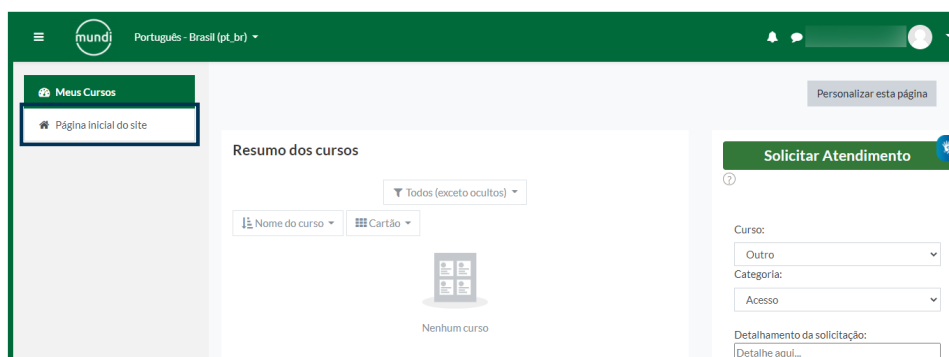 mundi
Português - Brasil (pt_br)
Meus Cursos
Página inicial do site
Personalizar esta página
Resumo dos cursos
Todos (exceto ocultos)
Nome do curso
Cartão
Nenhum curso
Solicitar Atendimento
?
Curso:
Outro
Categoria:
Acesso
Detalhamento da solicitação:
Detalhe aqui...